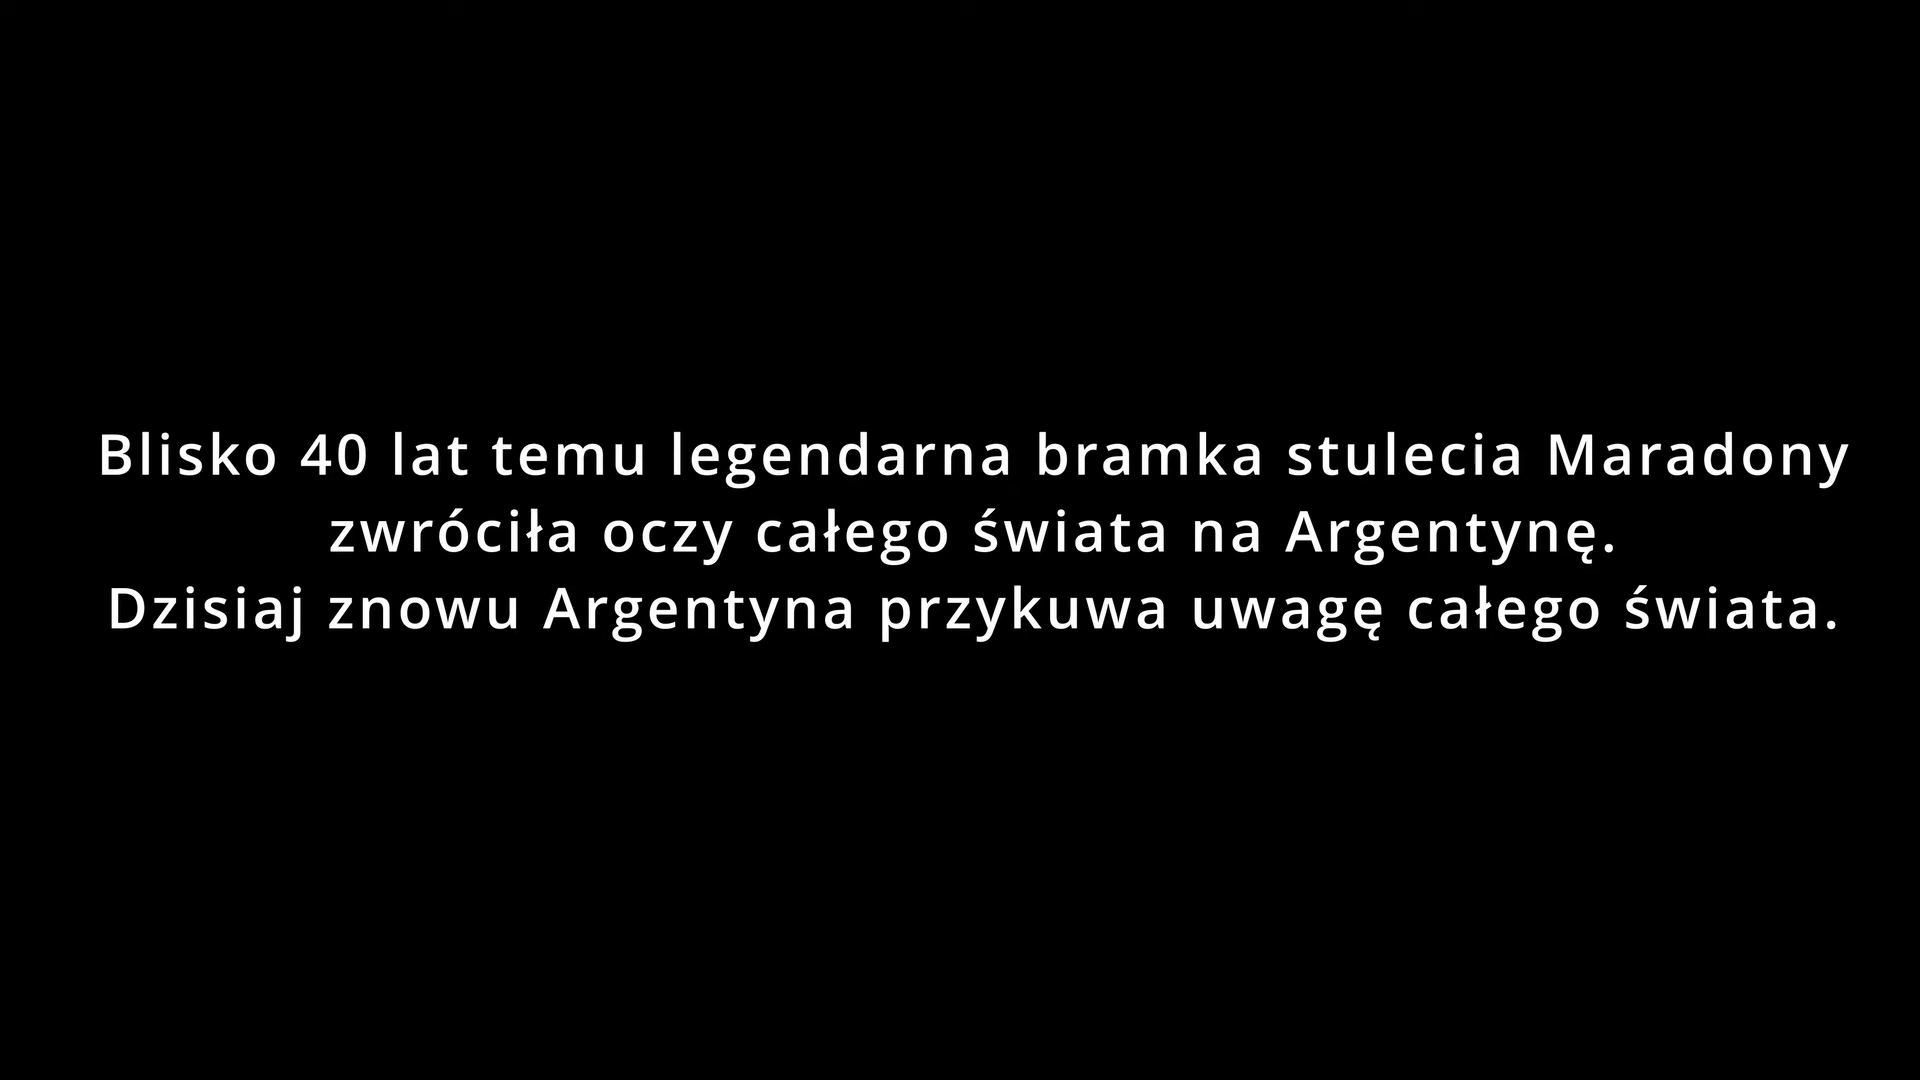 Blisko 40 lat temu legendarna bramka stulecia Maradony
zwróciła oczy całego świata na Argentynę.
Dzisiaj znowu Argentyna przykuwa uwagę całego świata.